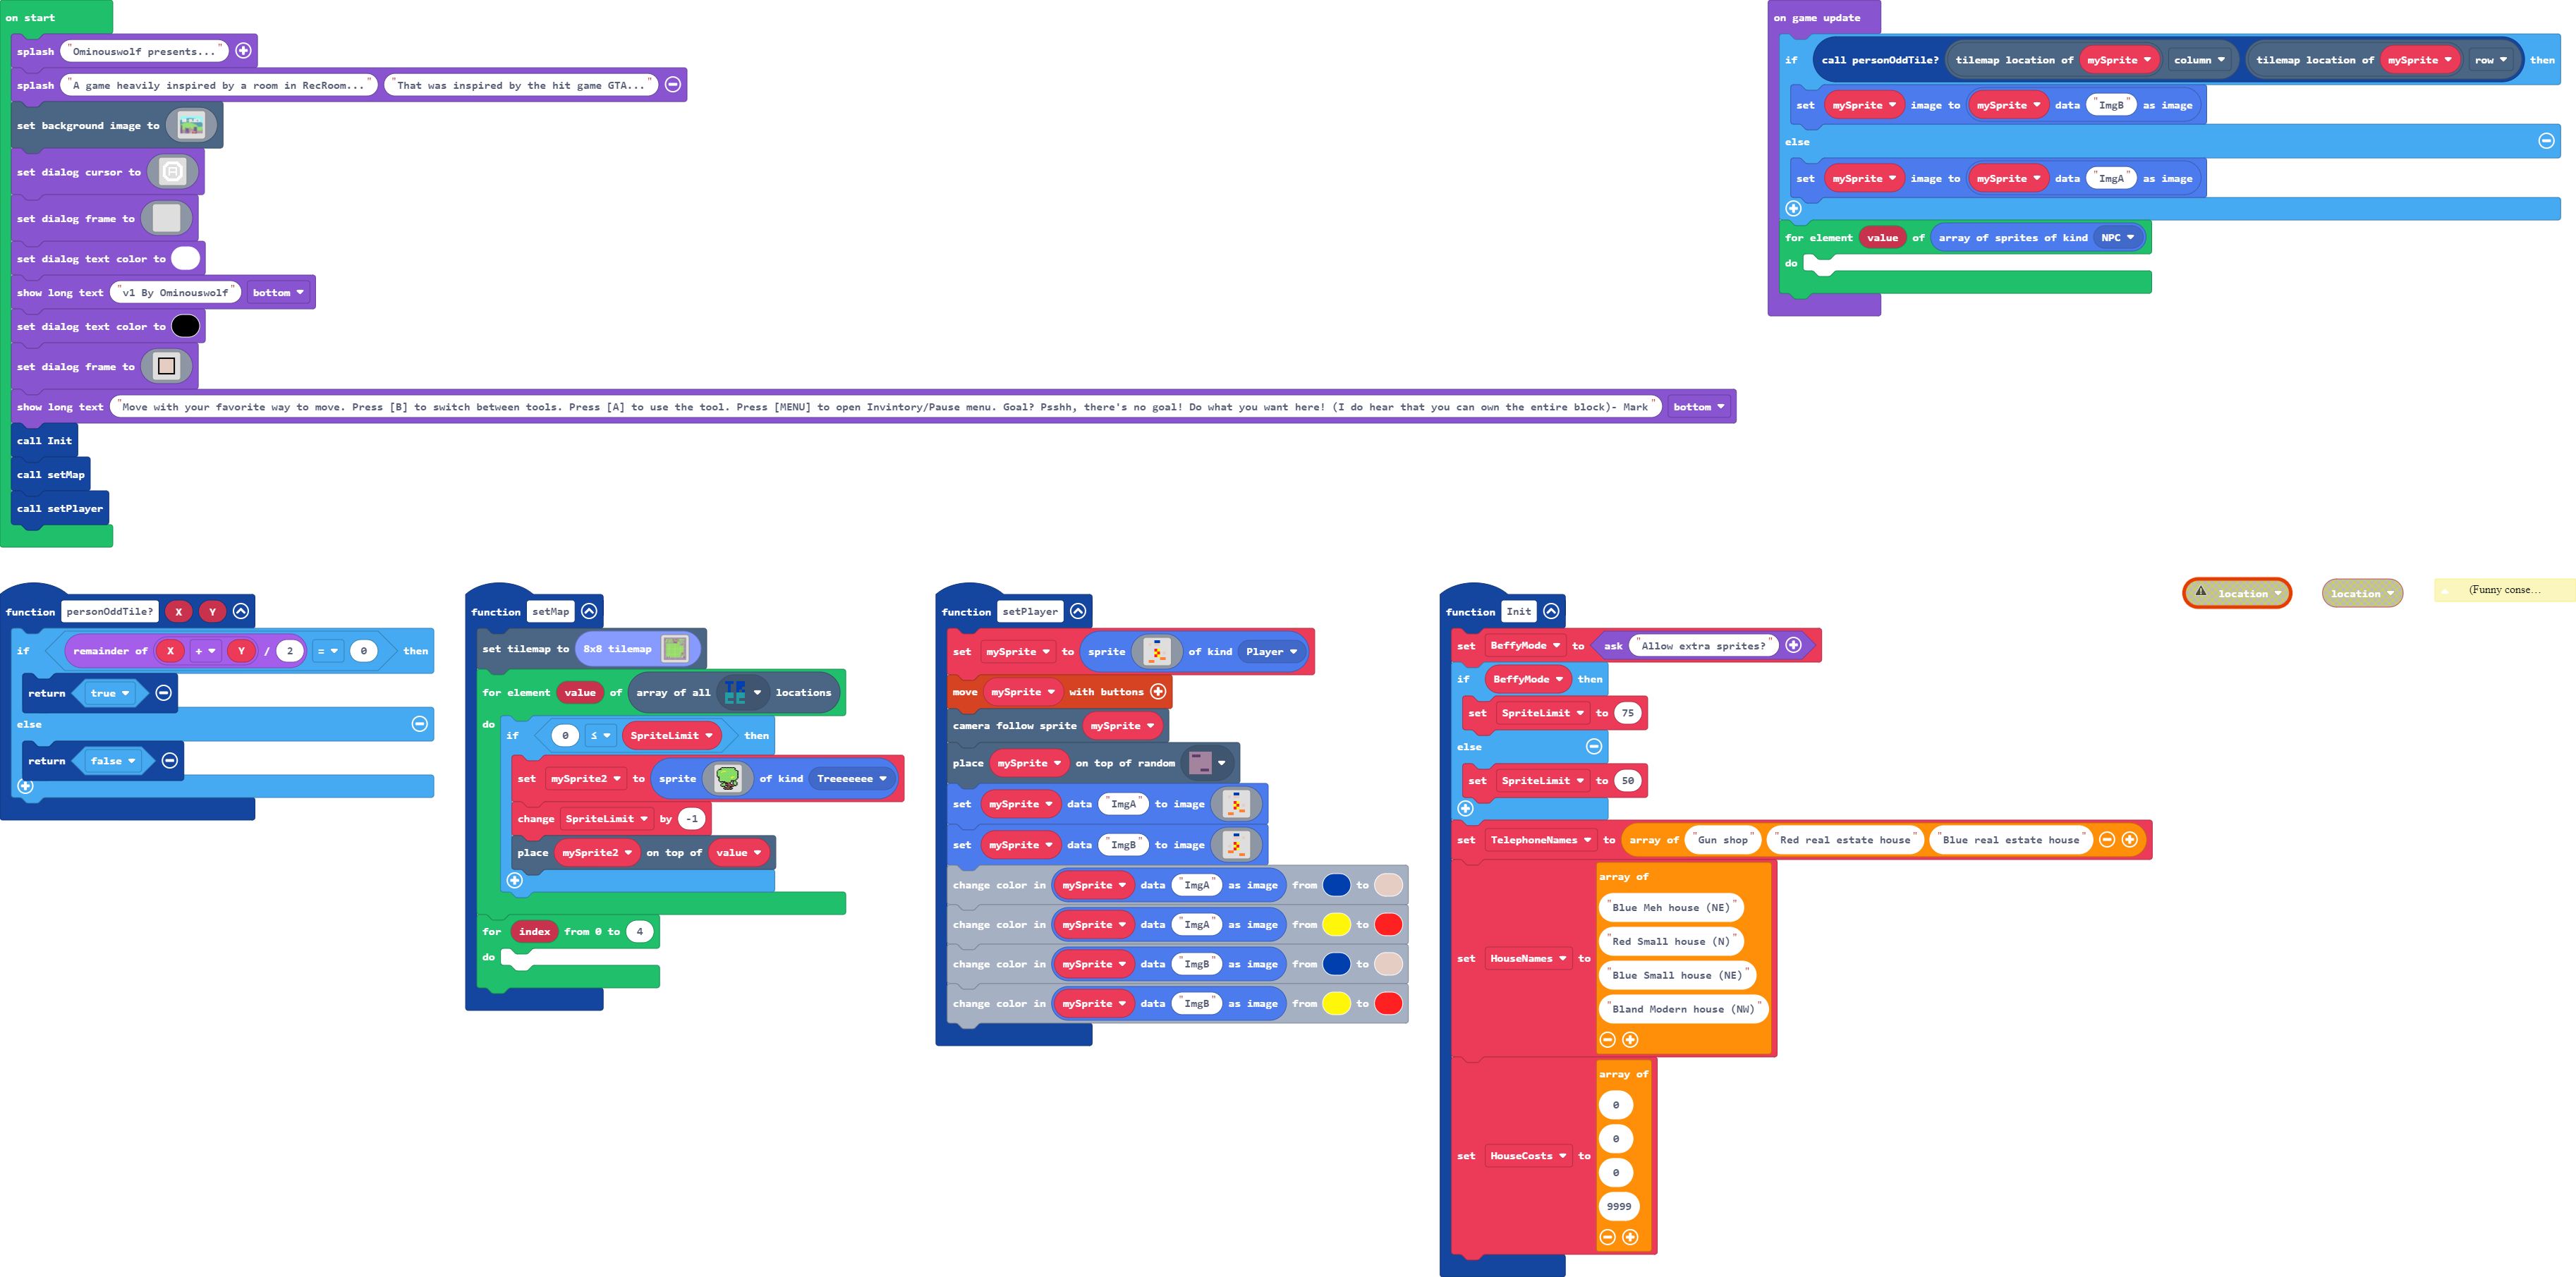 on start
splash "Ominouswolf presents..."
splash "A game heavily inspired by a room in RecRoom..." "That was inspired by the hit game GTA..."
set background image to
set dialog cursor to
set dialog frame to
set dialog text color to
show long text "v1 By Ominouswolf" bottom
set dialog text color to
set dialog frame to
show long text "Move with your favorite way to move. Press [B] to switch between tools. Press [A] to use the tool. Press [MENU] to open Invintory/Pause menu. Goal? Psshh, there's no goal! Do what you want here! (I do hear that you can own the entire block)- Mark" bottom
call Init
call setMap
call setPlayer
on game update
if call personOddTile? tilemap location of mySprite column tilemap location of mySprite row then
set mySprite image to mySprite data "ImgB" as image
else
set mySprite image to mySprite data "ImgA" as image
for element value of array of sprites of kind NPC
do
function personOddTile? X Y
if remainder of X + Y / 2 = 0 then
return true
else
return false
function setMap
set tilemap to 8x8 tilemap
for element value of array of all locations
do
if 0 ≤ SpriteLimit then
set mySprite2 to sprite of kind Treeeeeee
change SpriteLimit by -1
place mySprite2 on top of value
for index from 0 to 4
do
function setPlayer
set mySprite to sprite of kind Player
move mySprite with buttons
camera follow sprite mySprite
place mySprite on top of random
set mySprite data "ImgA" to image
set mySprite data "ImgB" to image
change color in mySprite data "ImgA" as image from to
change color in mySprite data "ImgA" as image from to
change color in mySprite data "ImgB" as image from to
change color in mySprite data "ImgB" as image from to
function Init
set BeffyMode to ask "Allow extra sprites?"
if BeffyMode then
set SpriteLimit to 75
else
set SpriteLimit to 50
set TelephoneNames to array of "Gun shop" "Red real estate house" "Blue real estate house"
array of
"Blue Meh house (NE)"
"Red Small house (N)"
set HouseNames to
"Blue Small house (NE)"
"Bland Modern house (NW)"
array of
0
0
set HouseCosts to
0
9999
location
location
(Funny conse...